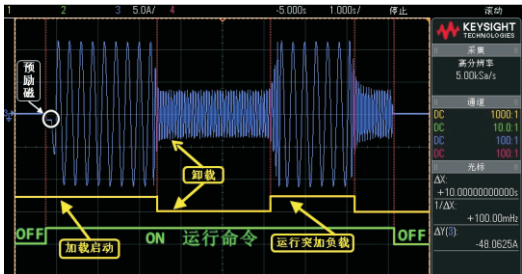 1 2 3 5.0A/ 4 -5.000s 1.000s/ 停止 滚动
KEYSIGHT
TECHNOLOGIES
采集
高分辨率
5.00kSa/s
通道
DC 1000:1
DC 10.0:1
DC 100:1
DC 100:1
光标
ΔX:
+10.00000000000s
1/ΔX:
+100.00mHz
ΔY(3):
-48.0625A
预励磁
3
卸载
加载启动
运行突加负载
OFF ON 运行命令 OFF